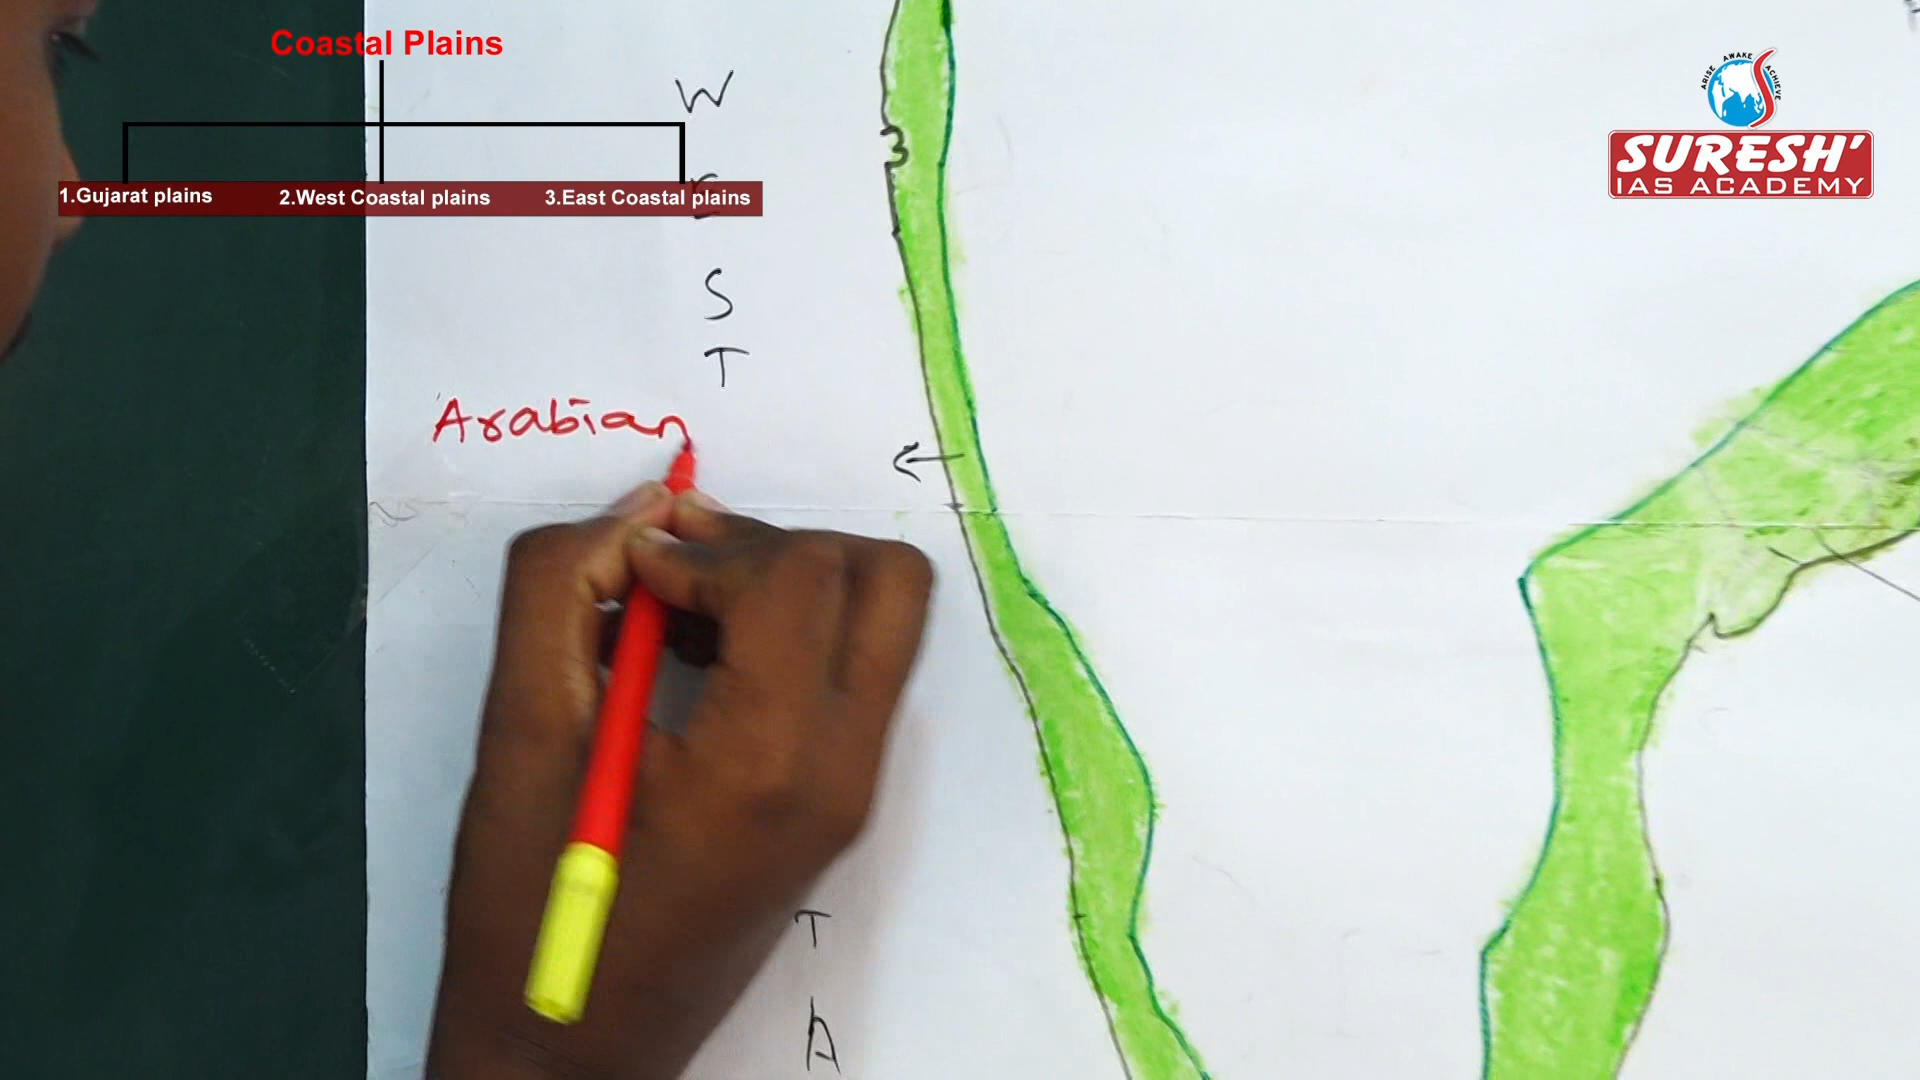 Coastal Plains
1.Gujarat plains
2.West Coastal plains
3.East Coastal plains
ARISE AWAKE ACHIEVE
SURESH'
IAS ACADEMY
W
E
S
T
Arabian
T
A